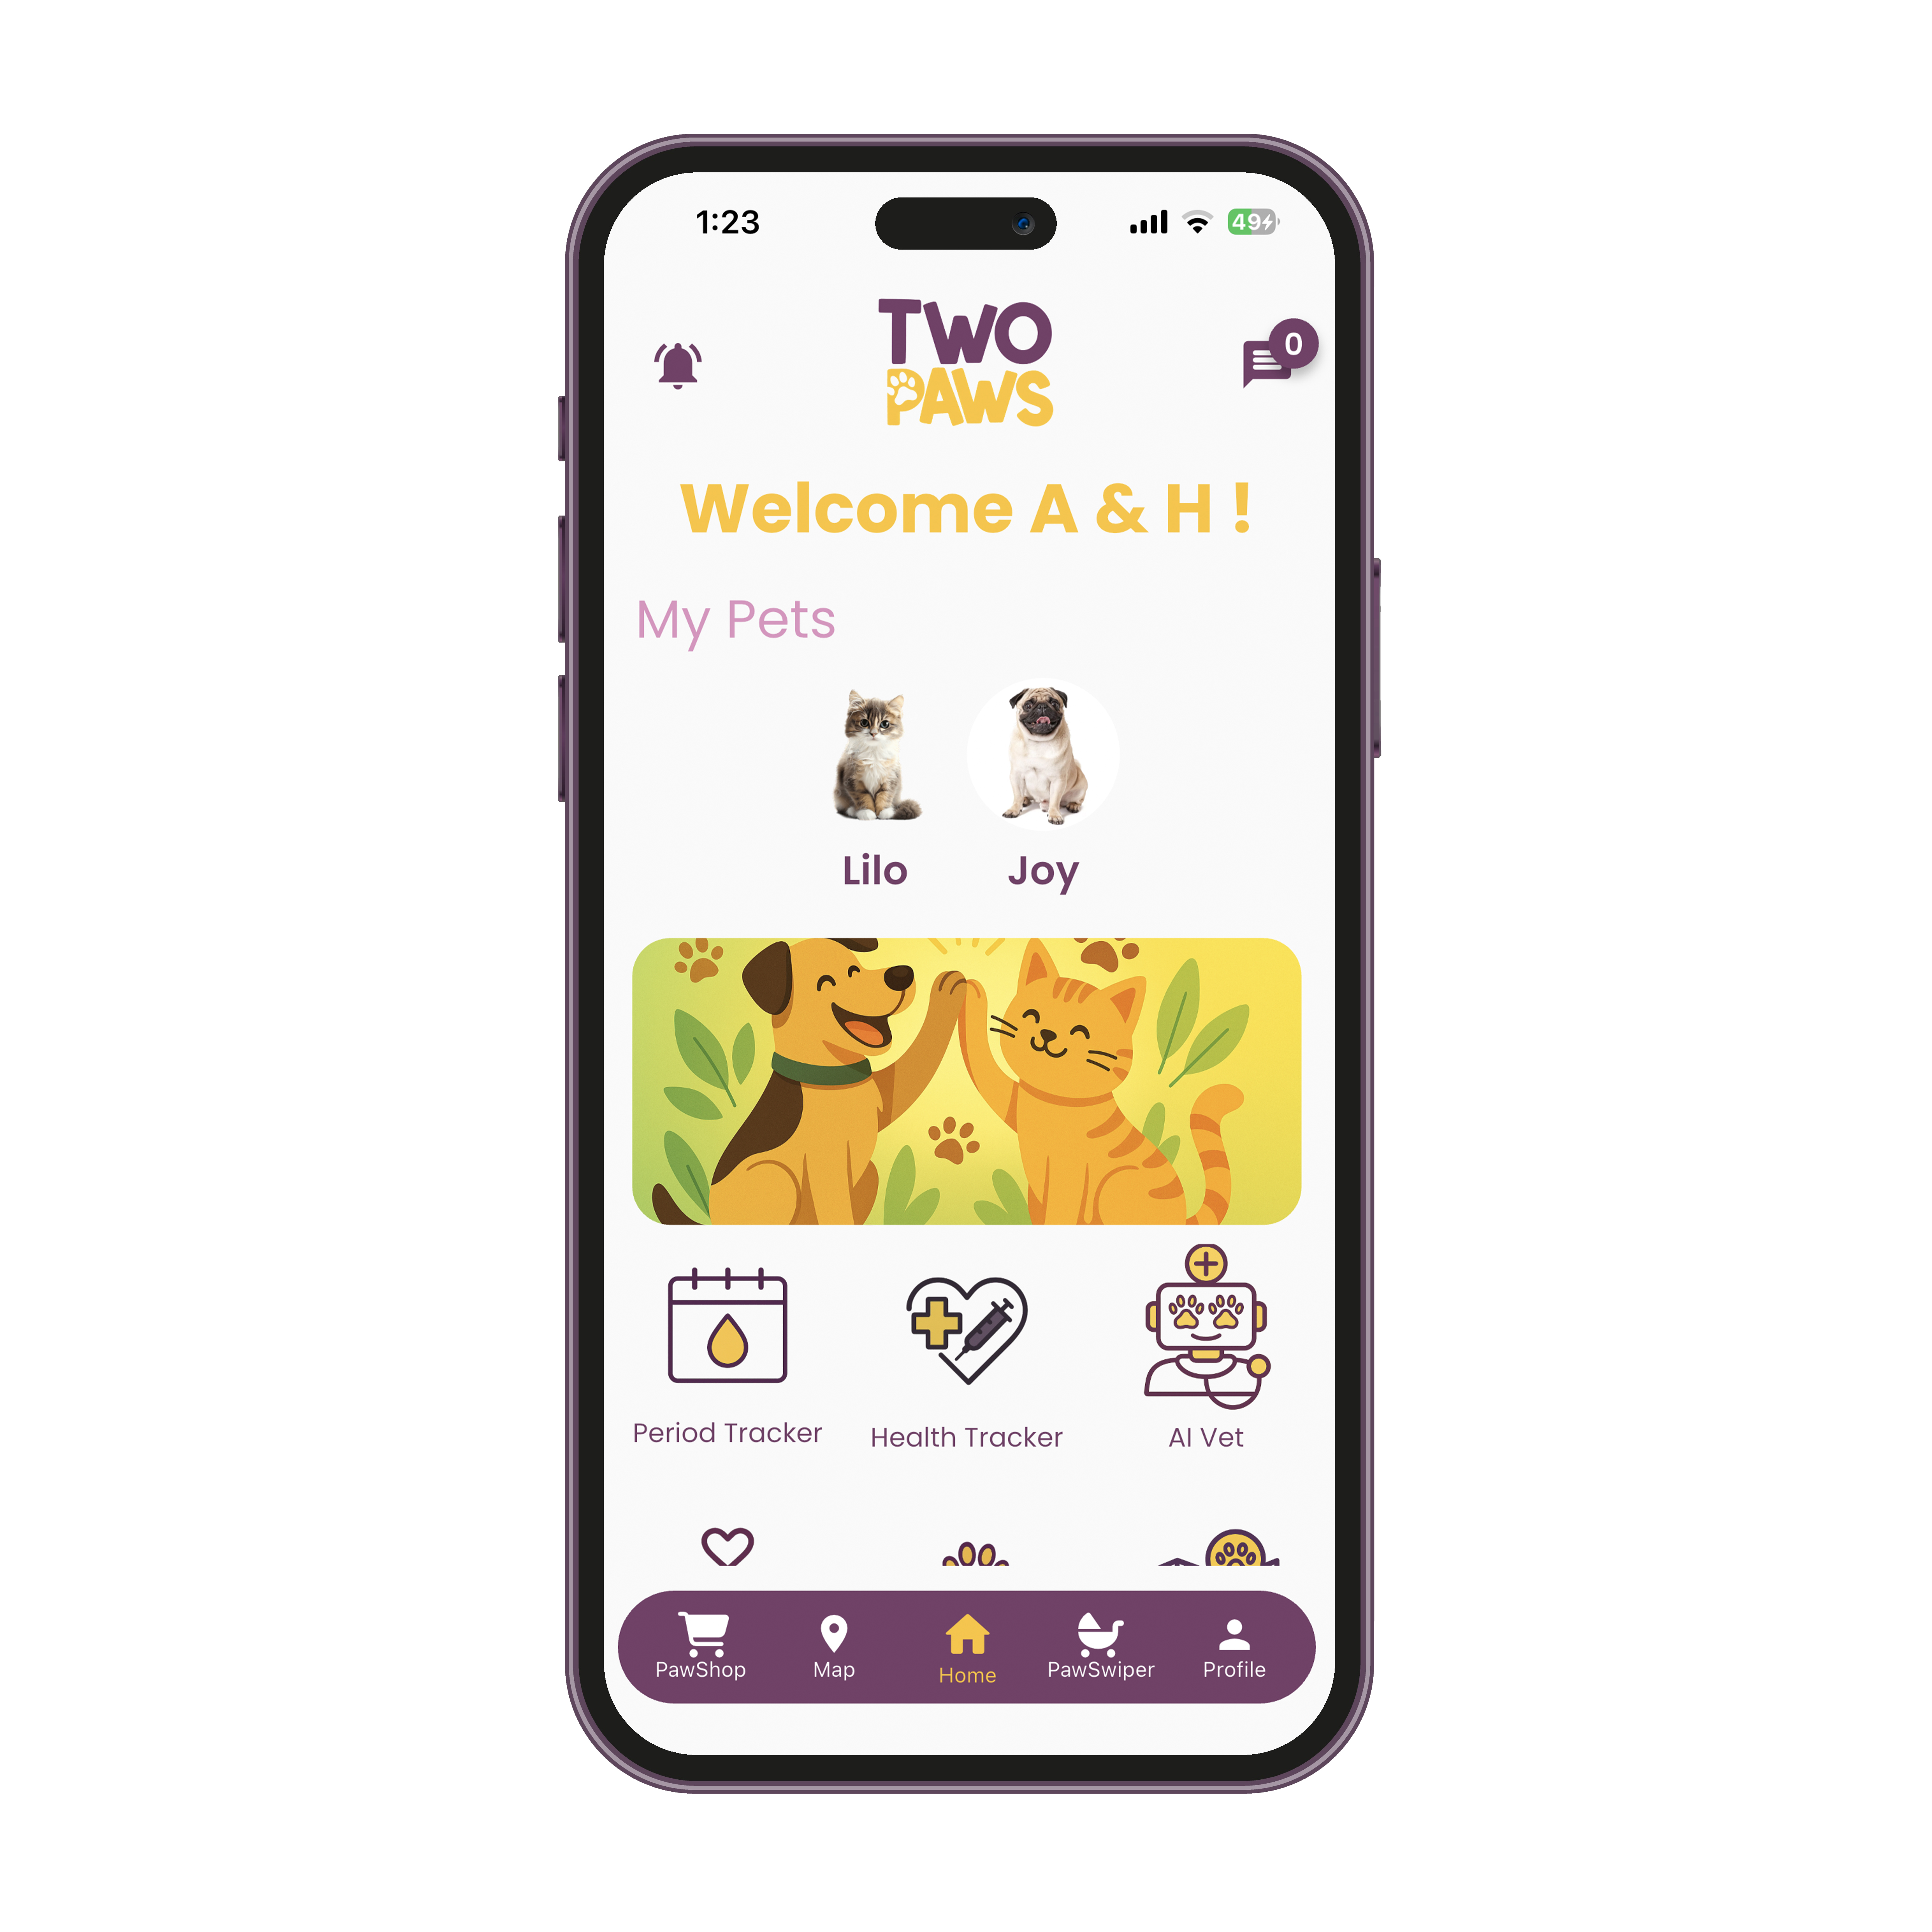 1:23
49
TWO
PAWS
0
Welcome A & H !
My Pets
Lilo
Joy
Period Tracker
Health Tracker
AI Vet
PawShop
Map
Home
PawSwiper
Profile